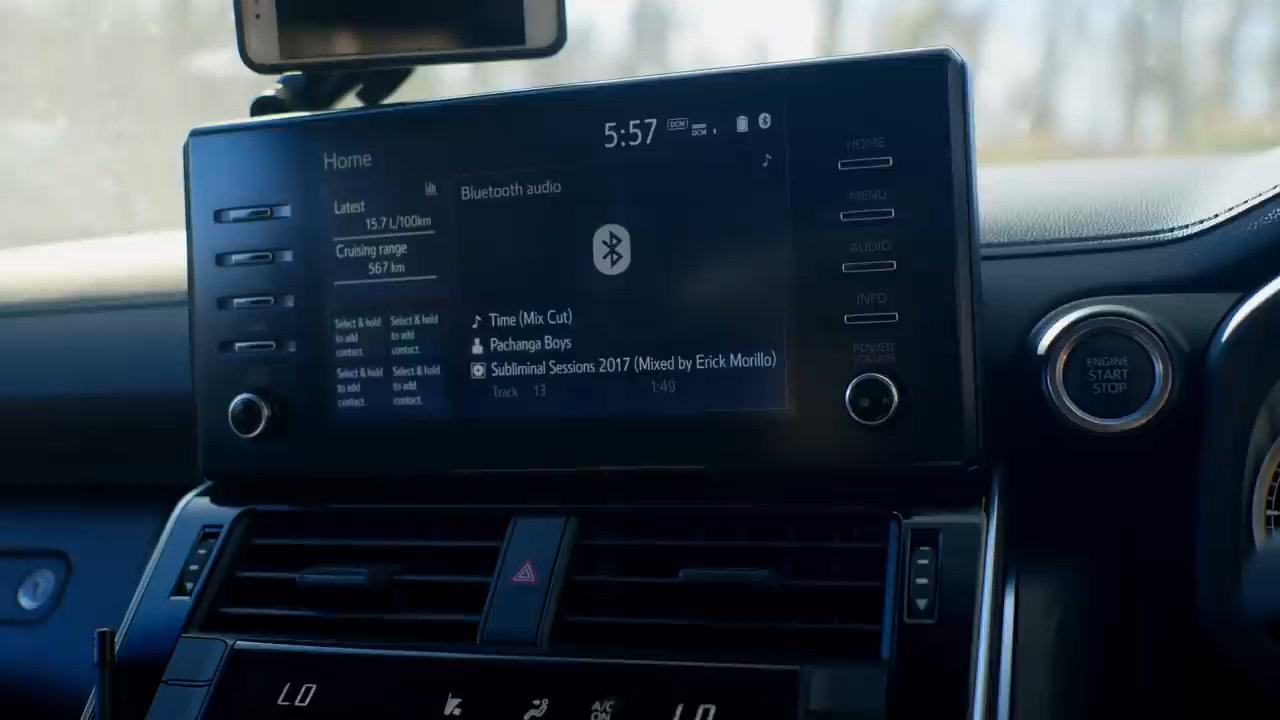 5:57
DCM
DCM
Home
HOME
Bluetooth audio
MENU
Latest
15.7 L/100km
Cruising range
567 km
AUDIO
INFO
Time (Mix Cut)
Pachanga Boys
Subliminal Sessions 2017 (Mixed by Erick Morillo)
Track 13 1:49
Select & hold to add contact.
Select & hold to add contact.
Select & hold to add contact.
Select & hold to add contact.
POWER
VOLUME
ENGINE
START
STOP
LO
A/C
ON
LO